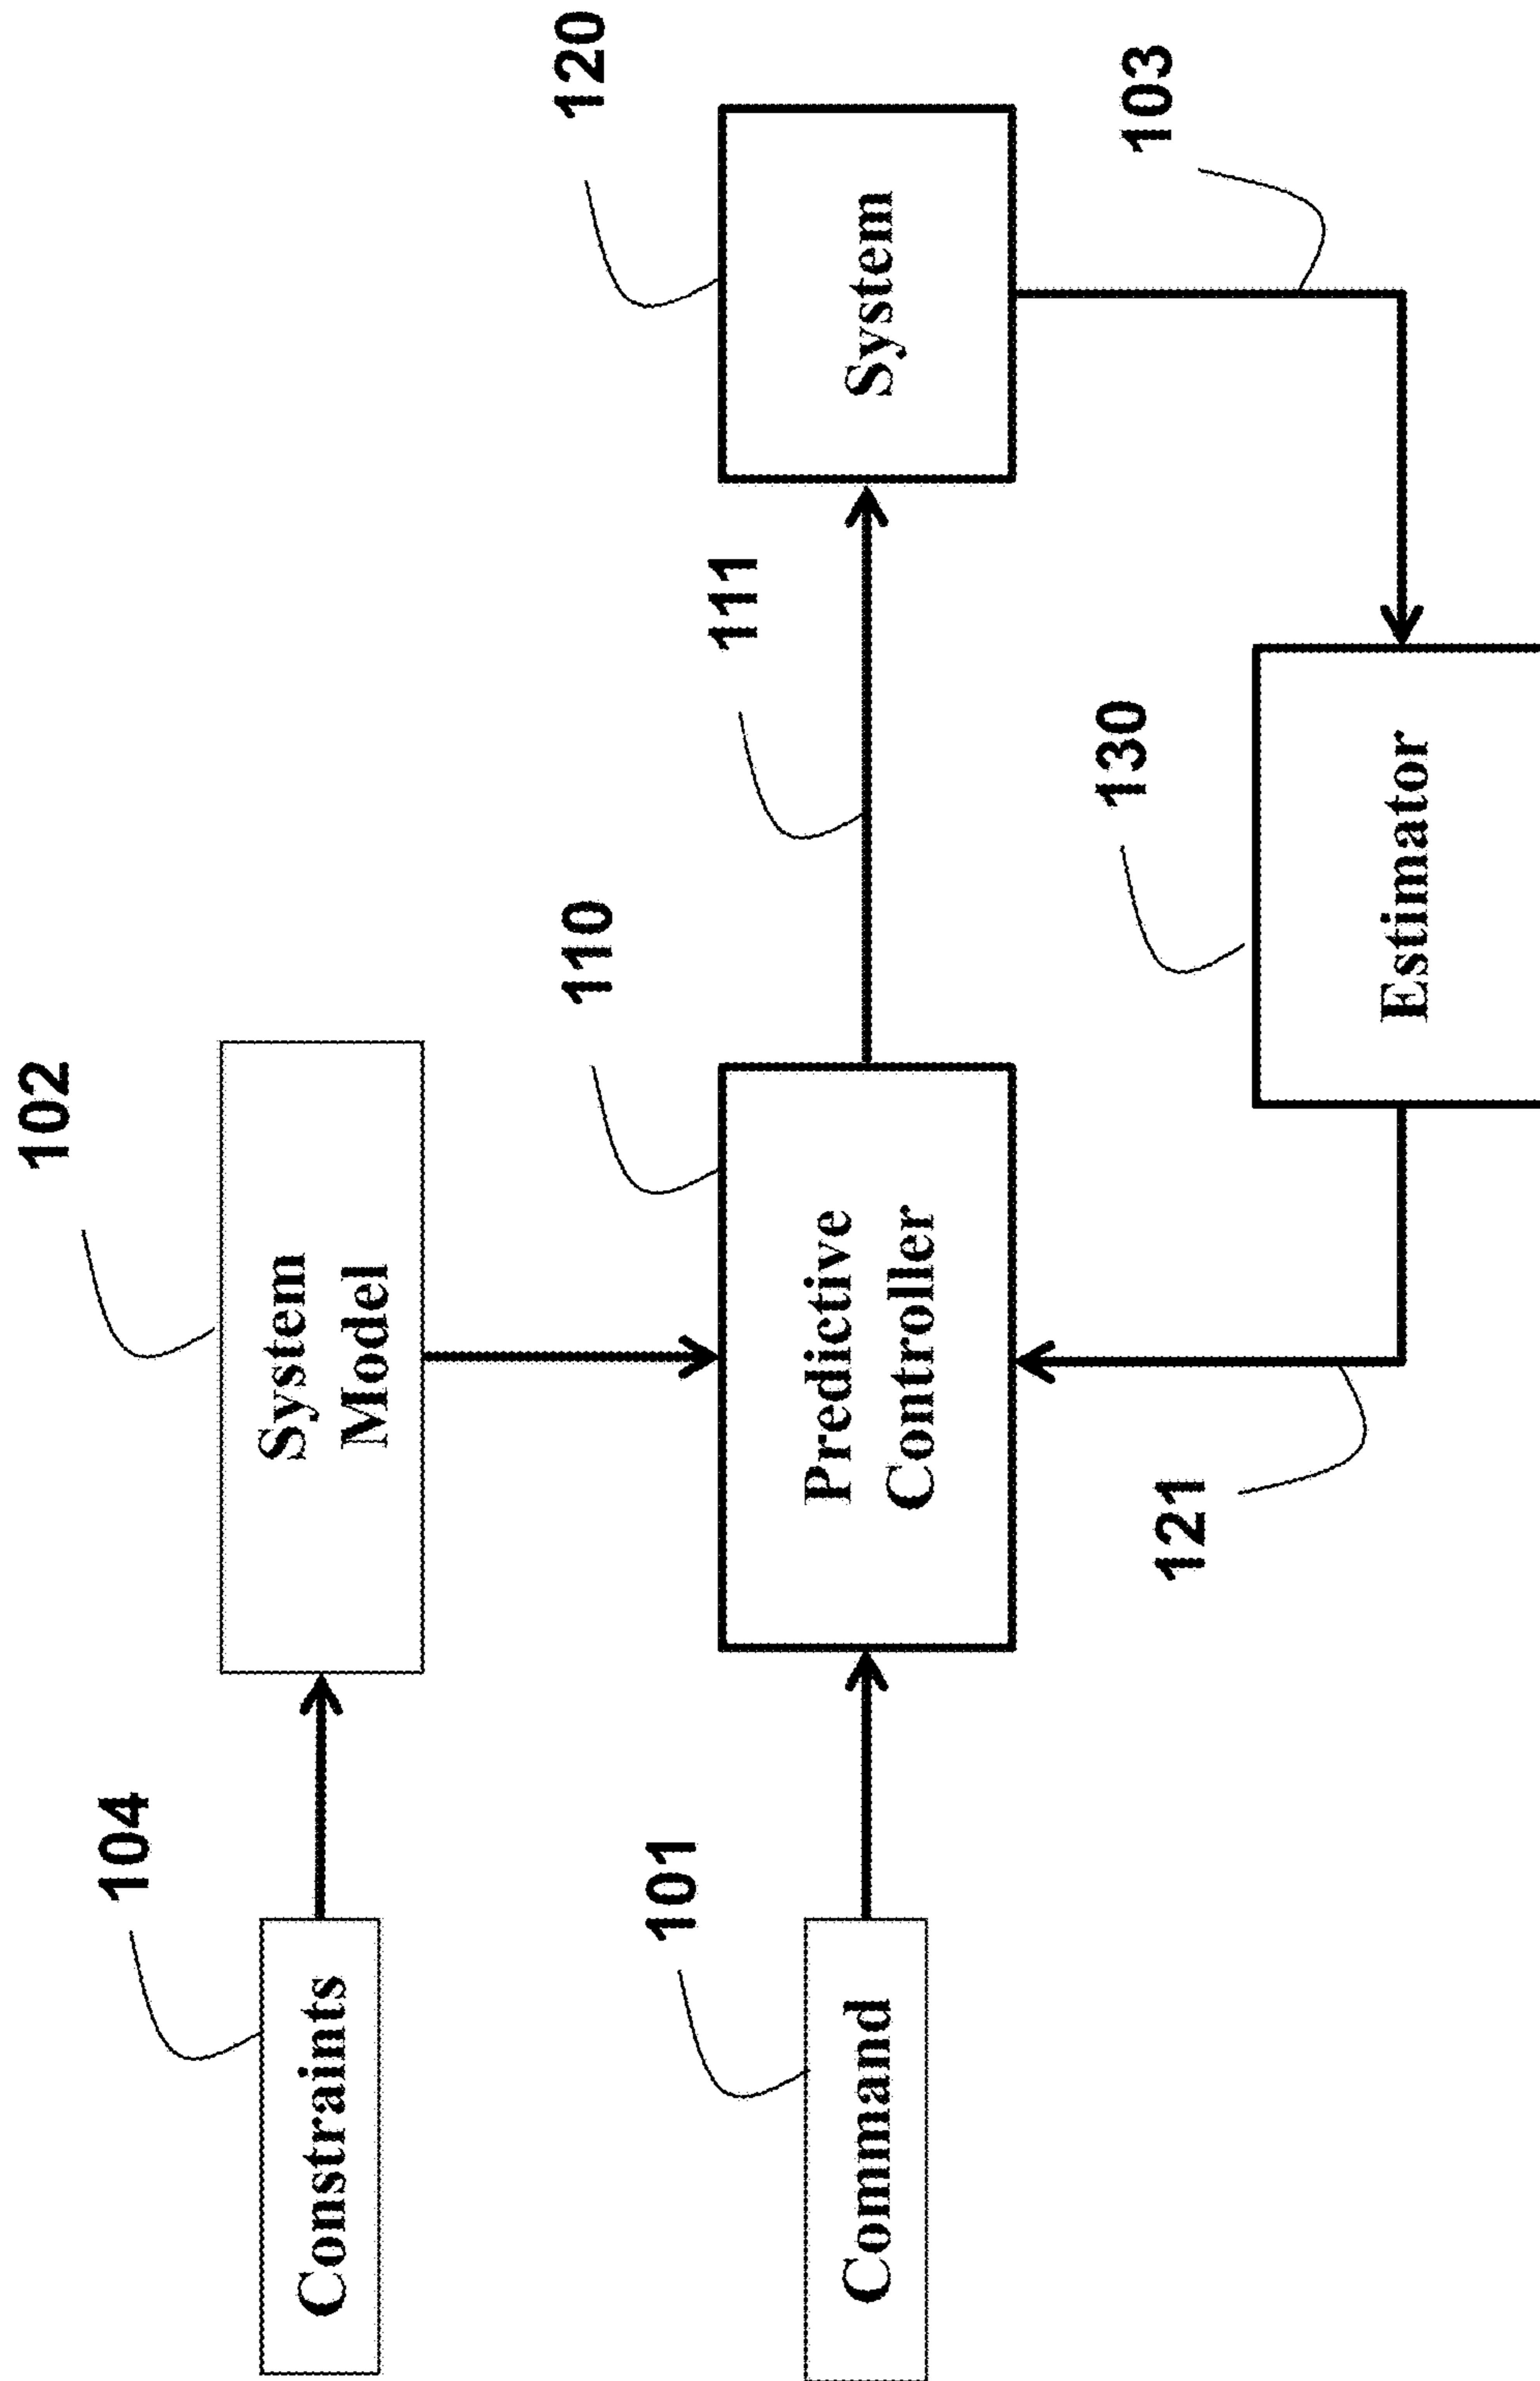 102
104
System
Model
Constraints
110
120
101
111
Predictive
Controller
System
Command
121
130
103
Estimator